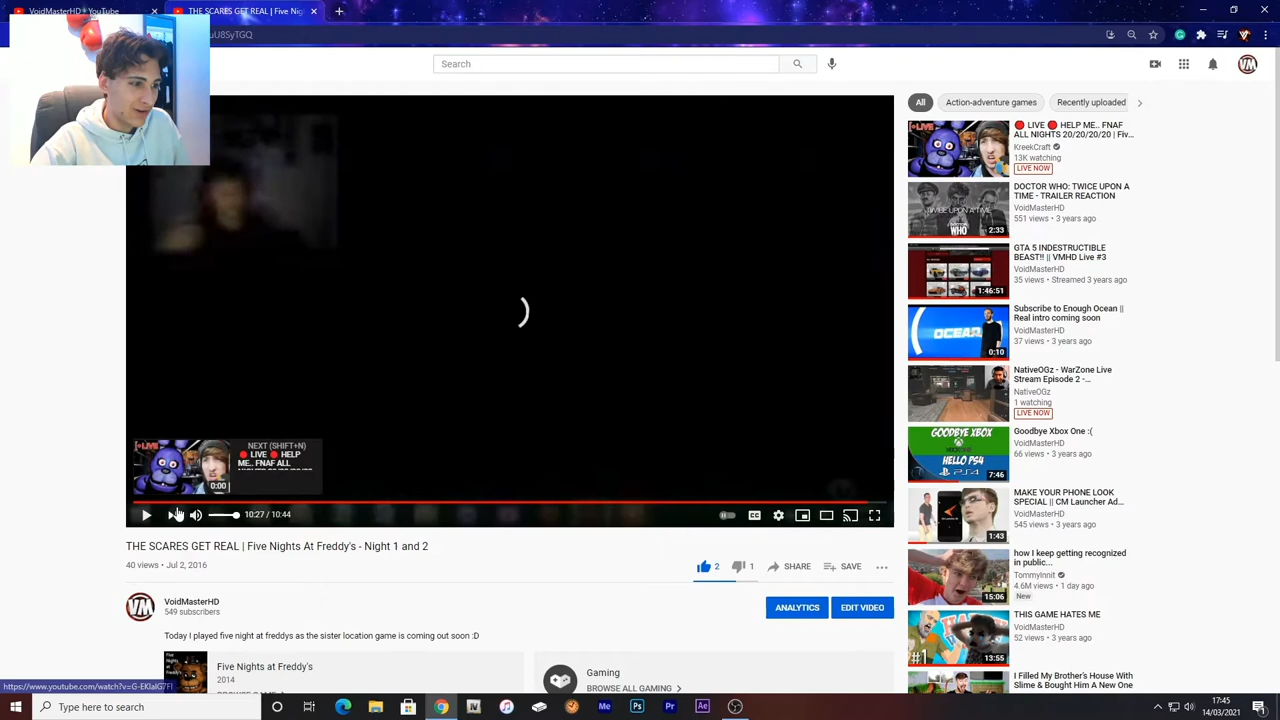 VoidMasterHD - YouTube
THE SCARES GET REAL | Five Nig
uU8SyTGQ
Search
VM
All
Action-adventure games
Recently uploaded
LIVE HELP ME.. FNAF
ALL NIGHTS 20/20/20/20 | Fiv...
KreekCraft
13K watching
LIVE NOW
DOCTOR WHO: TWICE UPON A
TIME - TRAILER REACTION
VoidMasterHD
551 views • 3 years ago
2:33
GTA 5 INDESTRUCTIBLE
BEAST!! || VMHD Live #3
VoidMasterHD
35 views • Streamed 3 years ago
1:46:51
Subscribe to Enough Ocean ||
Real intro coming soon
VoidMasterHD
37 views • 3 years ago
0:10
NativeOGz - WarZone Live
Stream Episode 2 -...
NativeOGz
1 watching
LIVE NOW
GOODBYE XBOX
HELLO PS4
Goodbye Xbox One :(
VoidMasterHD
66 views • 3 years ago
7:46
MAKE YOUR PHONE LOOK
SPECIAL || CM Launcher Ad...
VoidMasterHD
545 views • 3 years ago
1:43
how I keep getting recognized
in public...
TommyInnit
4.6M views • 1 day ago
New
15:06
THIS GAME HATES ME
VoidMasterHD
52 views • 3 years ago
#1
13:55
I Filled My Brother's House With
Slime & Bought Him A New One
NEXT (SHIFT+N)
LIVE HELP
ME.. FNAF ALL
0:00
10:27 / 10:44
THE SCARES GET REAL | Five Nights At Freddy's - Night 1 and 2
40 views • Jul 2, 2016
2
1
SHARE
SAVE
VM
VoidMasterHD
549 subscribers
ANALYTICS
EDIT VIDEO
Today I played five night at freddys as the sister location game is coming out soon :D
Five Nights at Freddy's
2014
Gaming
BROWSE ALL GAMING
Type here to search
17:45
14/03/2021